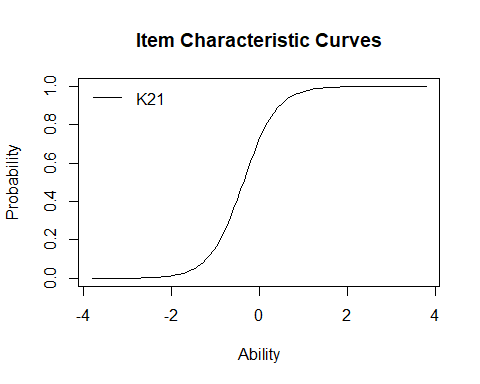 Item Characteristic Curves
K21
Probability
0.0 0.2 0.4 0.6 0.8 1.0
-4 -2 0 2 4
Ability